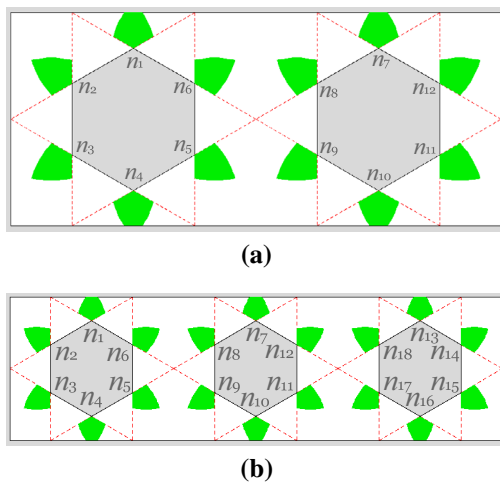 n1 n7
n2 n6 n8 n12
n3 n5 n9 n11
n4 n10
(a)
n1 n7 n13
n2 n6 n8 n12 n18 n14
n3 n5 n9 n11 n17 n15
n4 n10 n16
(b)